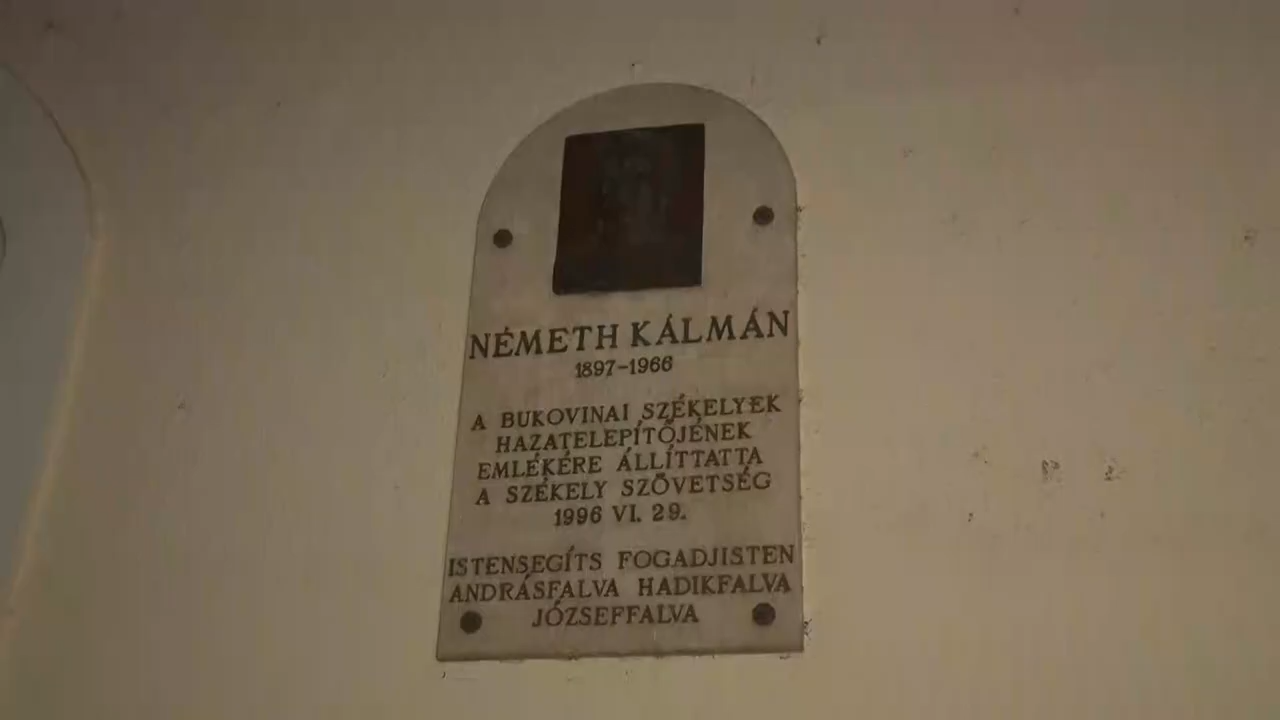 NÉMETH KÁLMÁN
1897-1966
A BUKOVINAI SZÉKELYEK
HAZATELEPÍTŐJÉNEK
EMLÉKÉRE ÁLLÍTTATTA
A SZÉKELY SZÖVETSÉG
1996 VI. 29.
ISTENSEGÍTS FOGADJISTEN
ANDRÁSFALVA HADIKFALVA
JÓZSEFFALVA